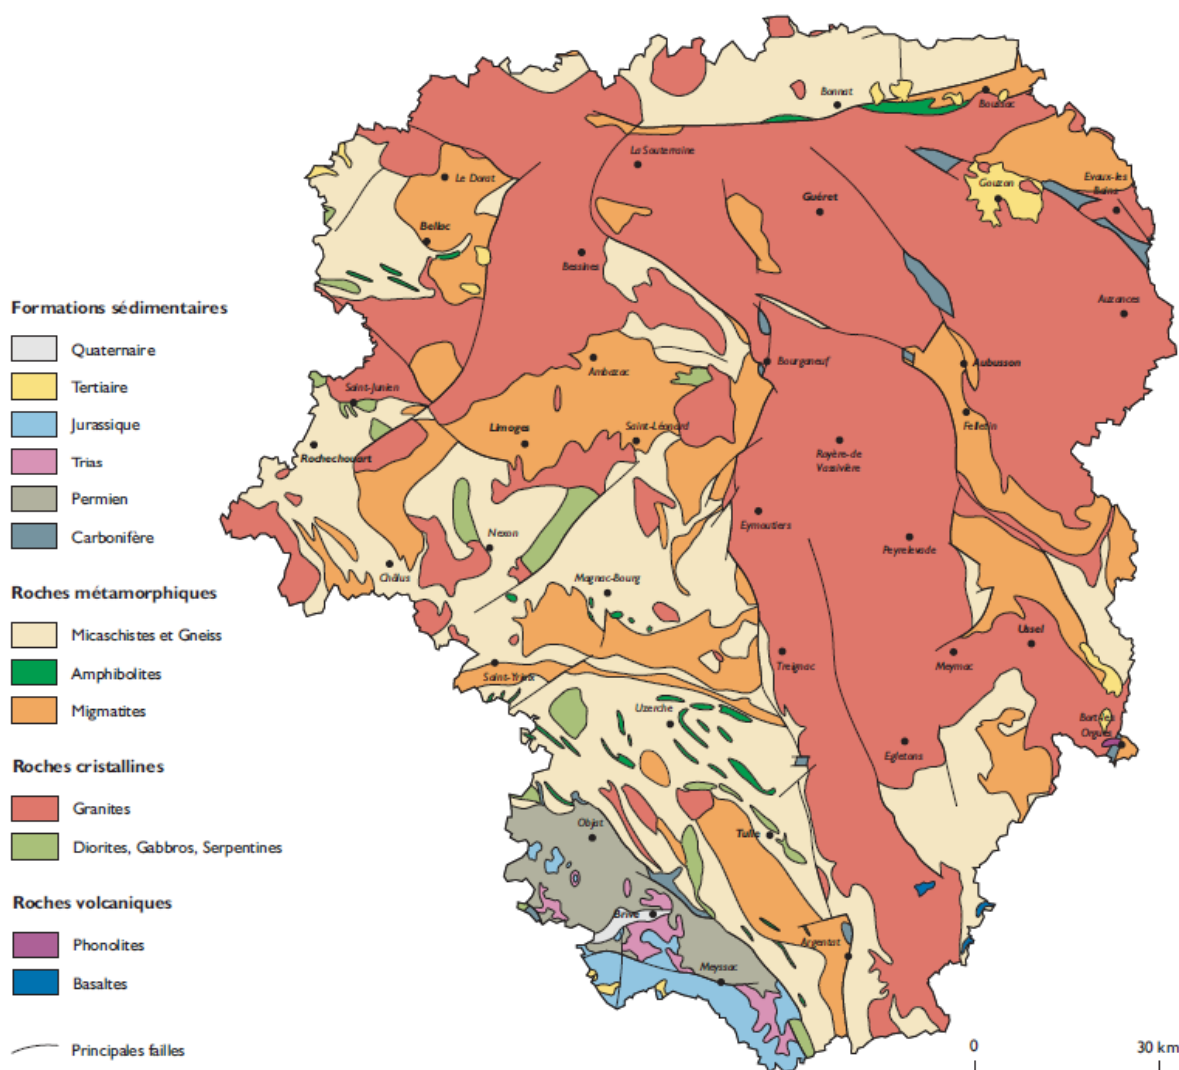 Formations sédimentaires
Quaternaire
Tertiaire
Jurassique
Trias
Permien
Carbonifère
Roches métamorphiques
Micaschistes et Gneiss
Amphibolites
Migmatites
Roches cristallines
Granites
Diorites, Gabbros, Serpentines
Roches volcaniques
Phonolites
Basaltes
Principales failles
Bonnat
Boussac
La Souterraine
Le Dorat
Gouzon
Evaux-les
Bains
Guéret
Bellac
Bessines
Auzances
Ambazac
Bourganeuf
Aubusson
Saint-Junien
Limoges
Saint-Léonard
Felletin
Rochechouart
Royère-de
Vassivière
Eymoutiers
Nexon
Peyrelevade
Châlus
Magnac-Bourg
Ussel
Treignac
Meymac
Saint-Yrieix
Uzerche
Bort-les
Orgues
Egletons
Objat
Tulle
Brive
Argentat
Meyssac
0
30 km